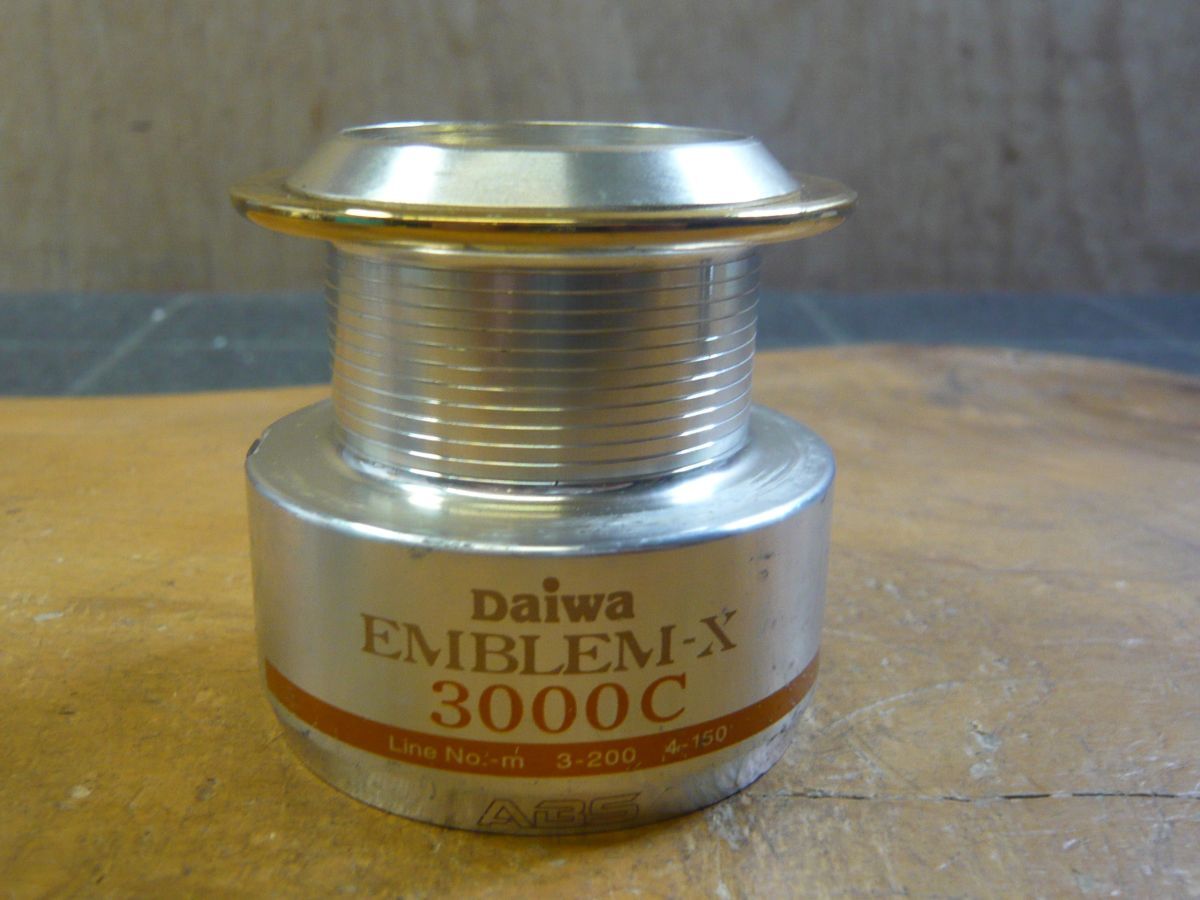 Daiwa
EMBLEM-X
3000C
Line No.-m 3-200 4-150
ABS